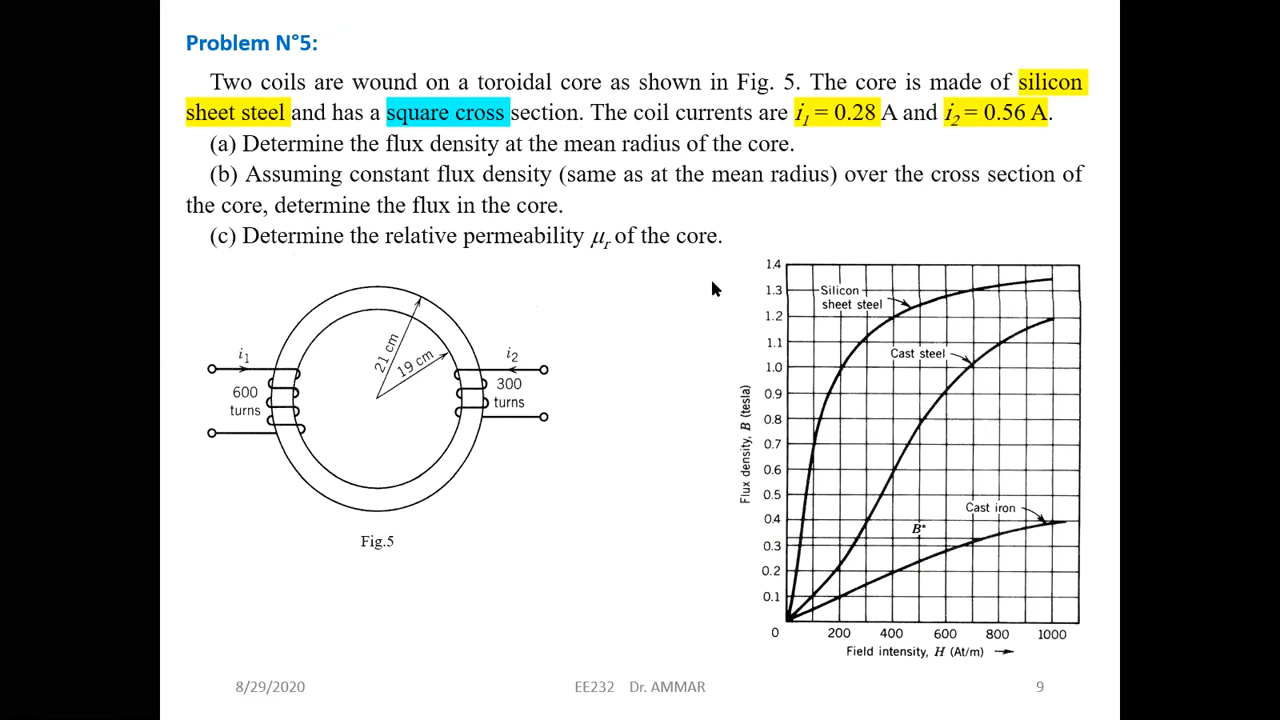 Problem N°5:
Two coils are wound on a toroidal core as shown in Fig. 5. The core is made of silicon
sheet steel and has a square cross section. The coil currents are i1 = 0.28 A and i2 = 0.56 A.
(a) Determine the flux density at the mean radius of the core.
(b) Assuming constant flux density (same as at the mean radius) over the cross section of
the core, determine the flux in the core.
(c) Determine the relative permeability μr of the core.
i1
600
turns
21 cm
19 cm
i2
300
turns
Fig.5
1.4
1.3
1.2
1.1
1.0
0.9
0.8
0.7
0.6
0.5
0.4
0.3
0.2
0.1
0
Flux density, B (tesla)
Silicon
sheet steel
Cast steel
Cast iron
B*
200 400 600 800 1000
Field intensity, H (At/m)
8/29/2020 EE232 Dr. AMMAR 9